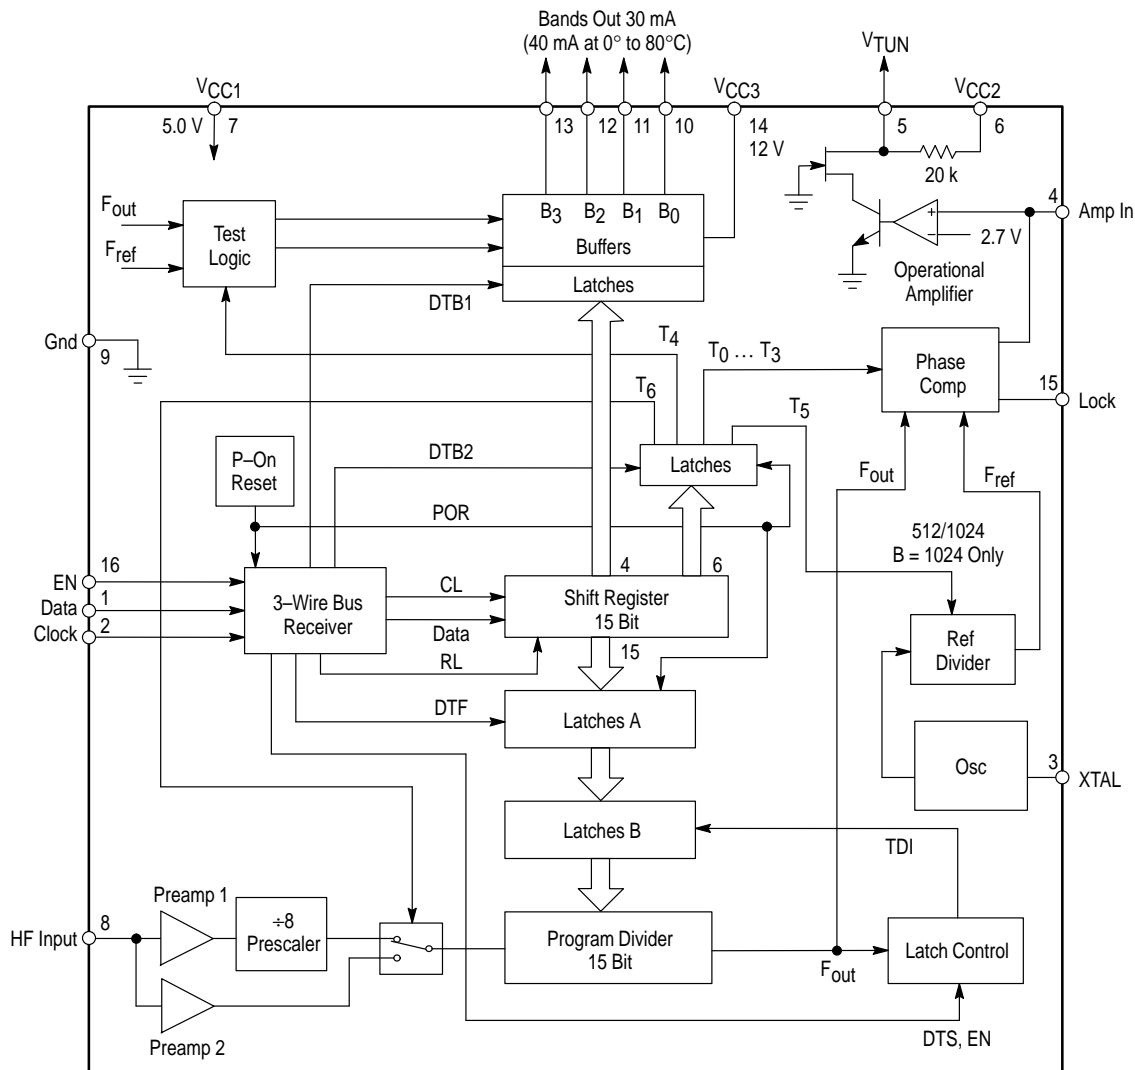 Bands Out 30 mA
(40 mA at 0° to 80°C)
VTUN
VCC1
VCC3
VCC2
5.0 V
7
13
12
11
10
14
12 V
5
6
20 k
4
Amp In
Fout
Fref
Test
Logic
B3
B2
B1
B0
Buffers
Latches
+
−
2.7 V
Operational
Amplifier
DTB1
Gnd
9
T4
T0 … T3
Phase
Comp
15
Lock
T6
T5
P–On
Reset
DTB2
Latches
Fout
Fref
POR
512/1024
B = 1024 Only
EN
16
Data
1
Clock
2
3–Wire Bus
Receiver
CL
Data
RL
4
6
Shift Register
15 Bit
15
Ref
Divider
DTF
Latches A
Osc
3
XTAL
Latches B
TDI
Preamp 1
HF Input
8
÷8
Prescaler
Program Divider
15 Bit
Fout
Latch Control
Preamp 2
DTS, EN